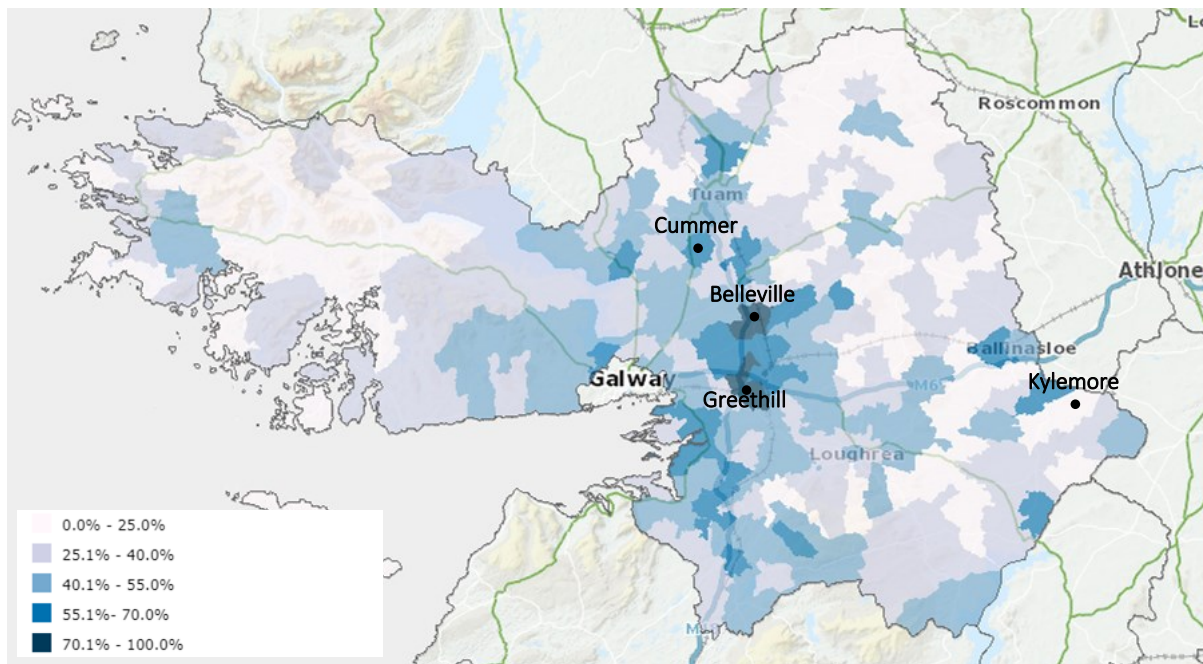 Roscommon
Tuam
Cummer
Athlone
Belleville
Ballinasloe
Galway
M6
Kylemore
Greethill
Loughrea
0.0% - 25.0%
25.1% - 40.0%
40.1% - 55.0%
55.1%- 70.0%
70.1% - 100.0%